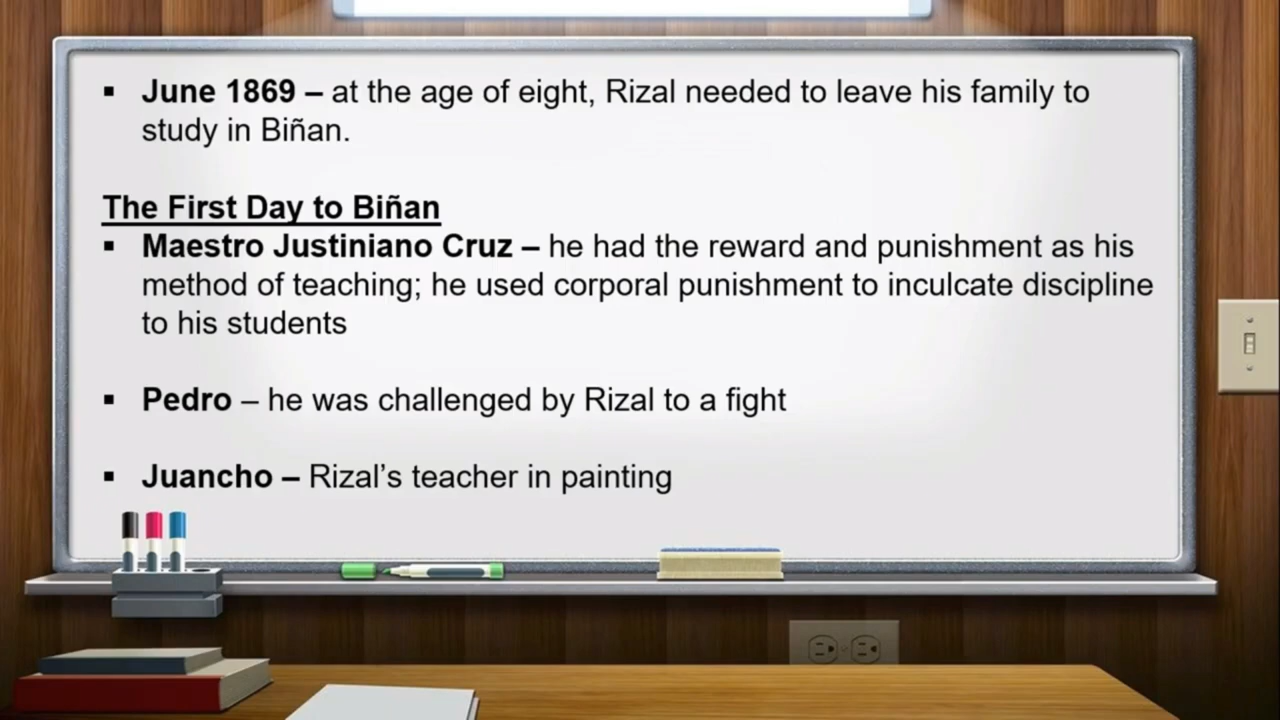 ▪ June 1869 – at the age of eight, Rizal needed to leave his family to
study in Biñan.
The First Day to Biñan
▪ Maestro Justiniano Cruz – he had the reward and punishment as his
method of teaching; he used corporal punishment to inculcate discipline
to his students
▪ Pedro – he was challenged by Rizal to a fight
▪ Juancho – Rizal’s teacher in painting